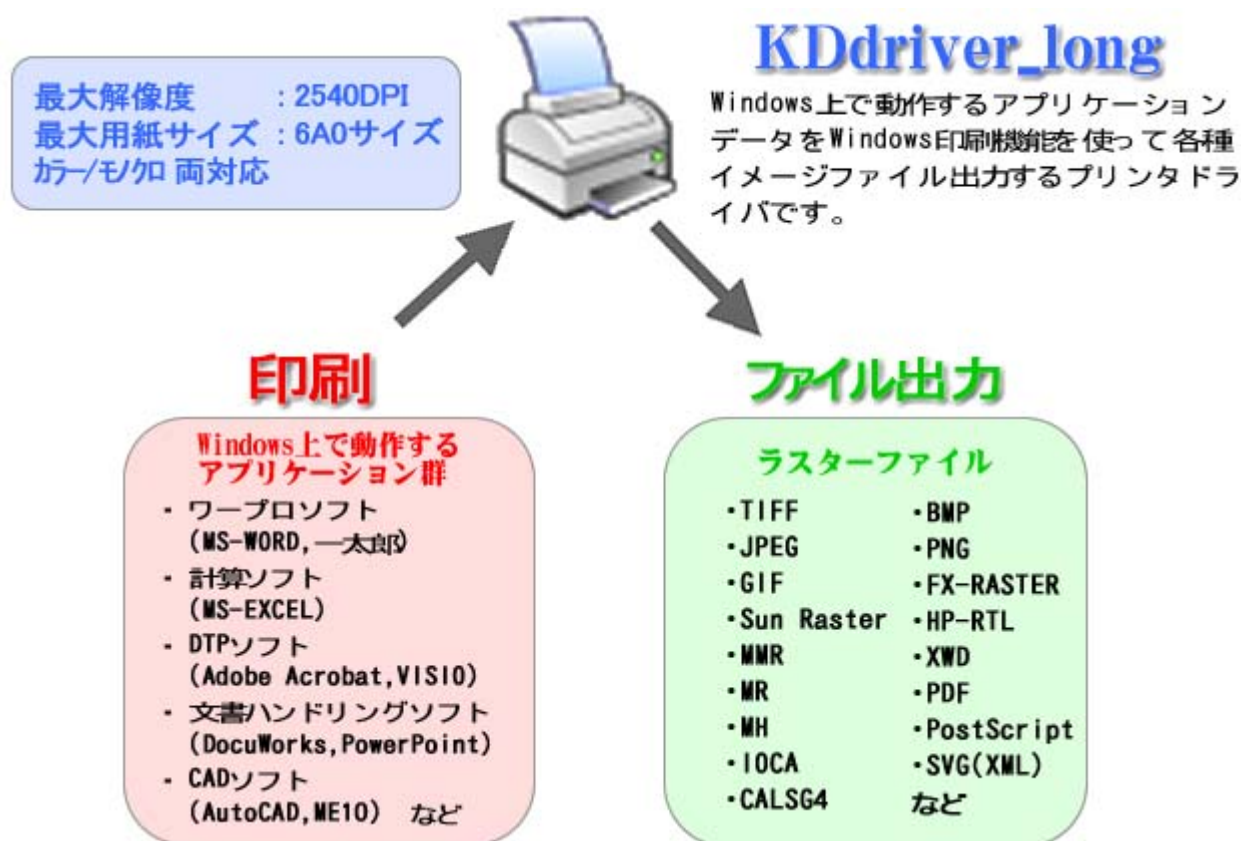 最大解像度　　：2540DPI
最大用紙サイズ：6A0サイズ
ｶﾗｰ/ﾓﾉｸﾛ 両対応
KDdriver_long
Windows上で動作するアプリケーション
データをWindows印刷機能を使って各種
イメージファイル出力するプリンタドラ
イバです。
印刷
Windows上で動作する
アプリケーション群
・ワープロソフト
(MS-WORD,一太郎)
・計算ソフト
(MS-EXCEL)
・DTPソフト
(Adobe Acrobat,VISIO)
・文書ハンドリングソフト
(DocuWorks,PowerPoint)
・CADソフト
(AutoCAD,ME10)　など
ファイル出力
ラスターファイル
・TIFF
・JPEG
・GIF
・Sun Raster
・MMR
・MR
・MH
・IOCA
・CALSG4
・BMP
・PNG
・FX-RASTER
・HP-RTL
・XWD
・PDF
・PostScript
・SVG(XML)
など